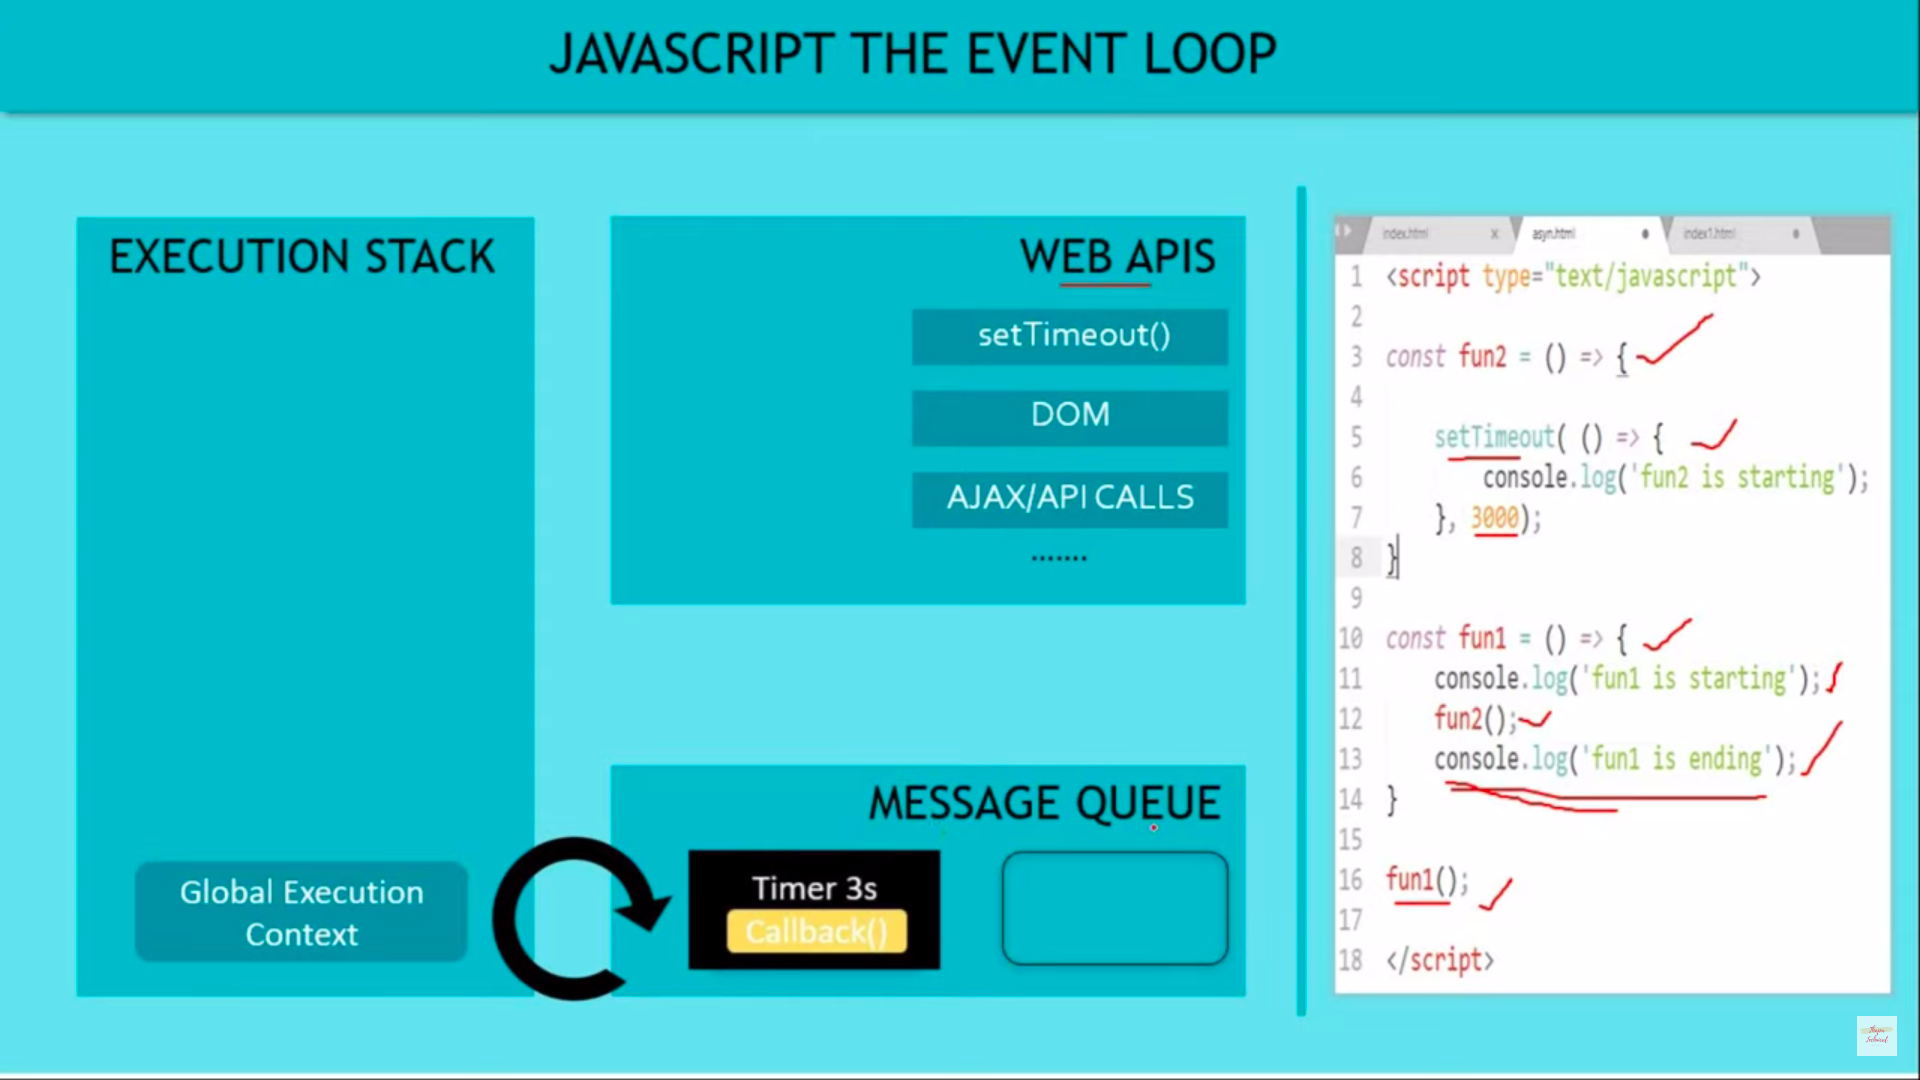 JAVASCRIPT THE EVENT LOOP
EXECUTION STACK
Global Execution
Context
WEB APIS
setTimeout()
DOM
AJAX/API CALLS
.......
MESSAGE QUEUE
Timer 3s
Callback()
index.html x asyn.html index1.html
1 <script type="text/javascript">
2
3 const fun2 = () => {
4
5 setTimeout( () => {
6 console.log('fun2 is starting');
7 }, 3000);
8 }
9
10 const fun1 = () => {
11 console.log('fun1 is starting');
12 fun2();
13 console.log('fun1 is ending');
14 }
15
16 fun1();
17
18 </script>